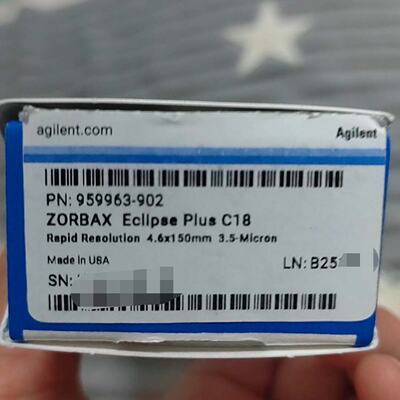 agilent.com Agilent
PN: 959963-902
ZORBAX Eclipse Plus C18
Rapid Resolution 4.6x150mm 3.5-Micron
Made in USA LN: B25
SN: